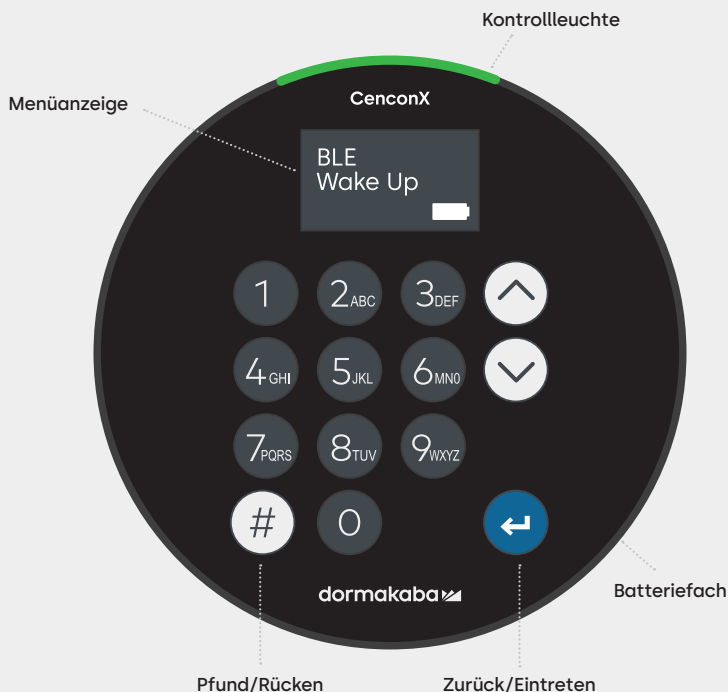 Kontrollleuchte
Menüanzeige
CenconX
BLE
Wake Up
1 2ABC 3DEF
4GHI 5JKL 6MNO
7PQRS 8TUV 9WXYZ
# 0
dormakaba
Batteriefach
Pfund/Rücken Zurück/Eintreten